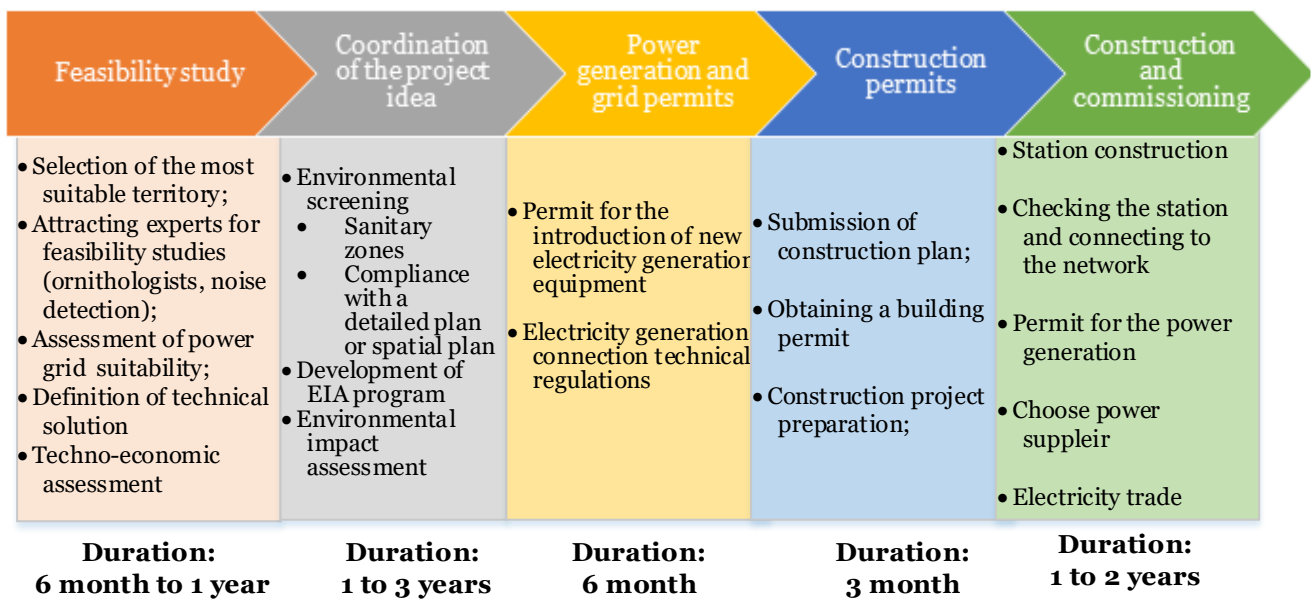 Feasibility study
Coordination
of the project
idea
Power
generation and
grid permits
Construction
permits
Construction
and
commissioning
• Selection of the most
suitable territory;
• Attracting experts for
feasibility studies
(ornithologists, noise
detection);
• Assessment of power
grid suitability;
• Definition of technical
solution
• Techno-economic
assessment
• Environmental
screening
• Sanitary
zones
• Compliance
with a
detailed plan
or spatial plan
• Development of
EIA program
• Environmental
impact
assessment
• Permit for the
introduction of new
electricity generation
equipment
• Electricity generation
connection technical
regulations
• Submission of
construction plan;
• Obtaining a building
permit
• Construction project
preparation;
• Station construction
• Checking the station
and connecting to
the network
• Permit for the power
generation
• Choose power
suppleir
• Electricity trade
Duration:
6 month to 1 year
Duration:
1 to 3 years
Duration:
6 month
Duration:
3 month
Duration:
1 to 2 years